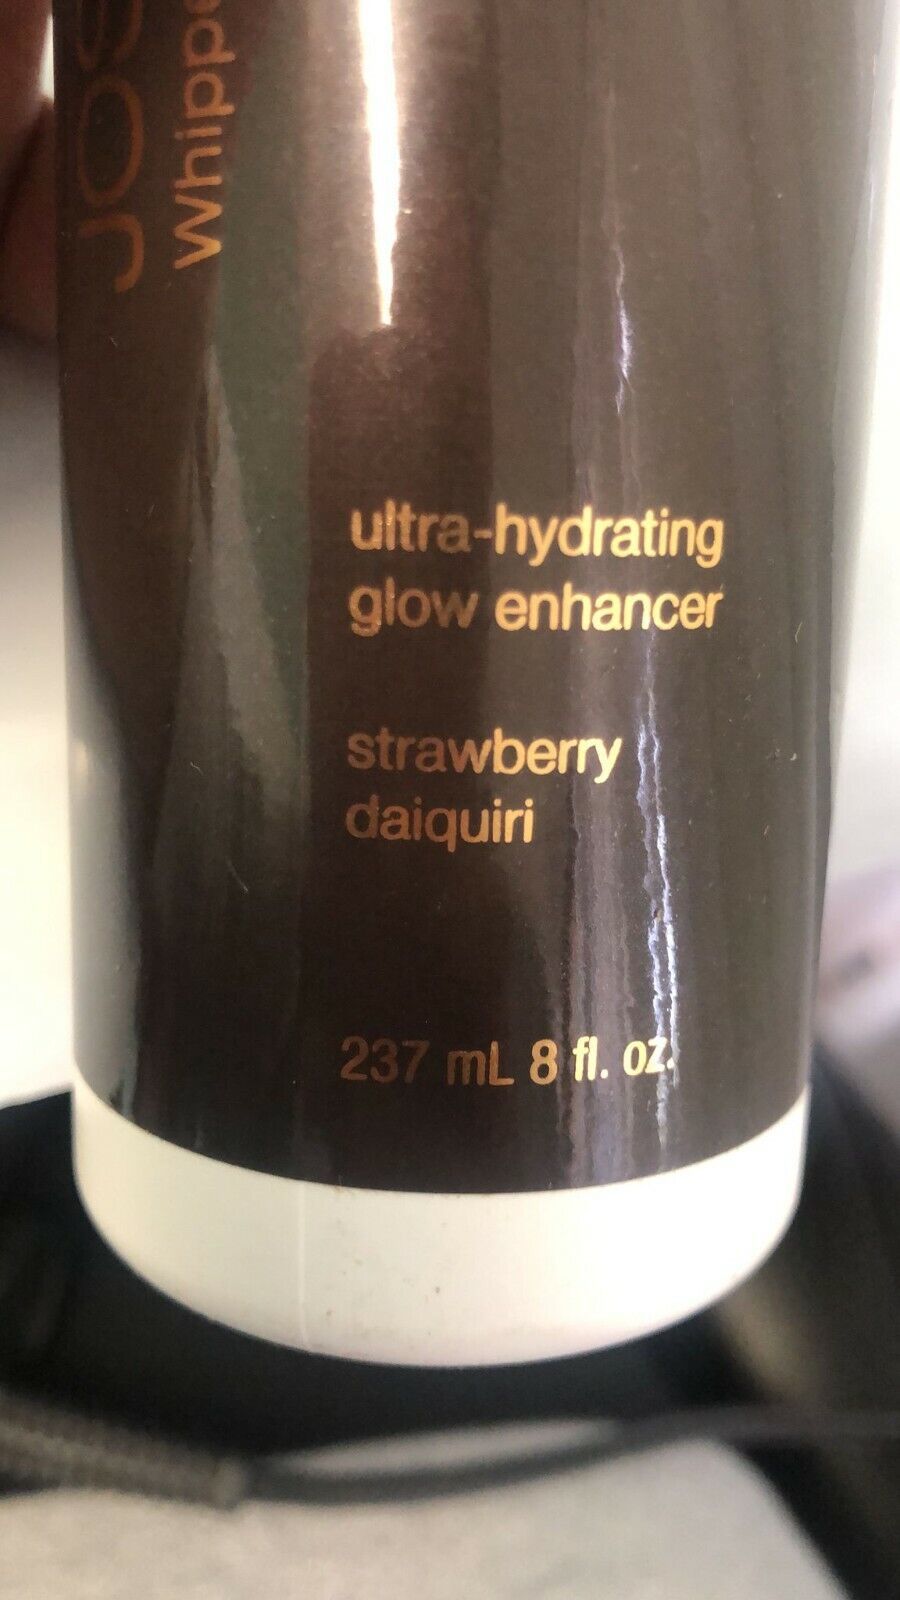 ultra-hydrating
glow enhancer
strawberry
daiquiri
237 mL 8 fl. oz.